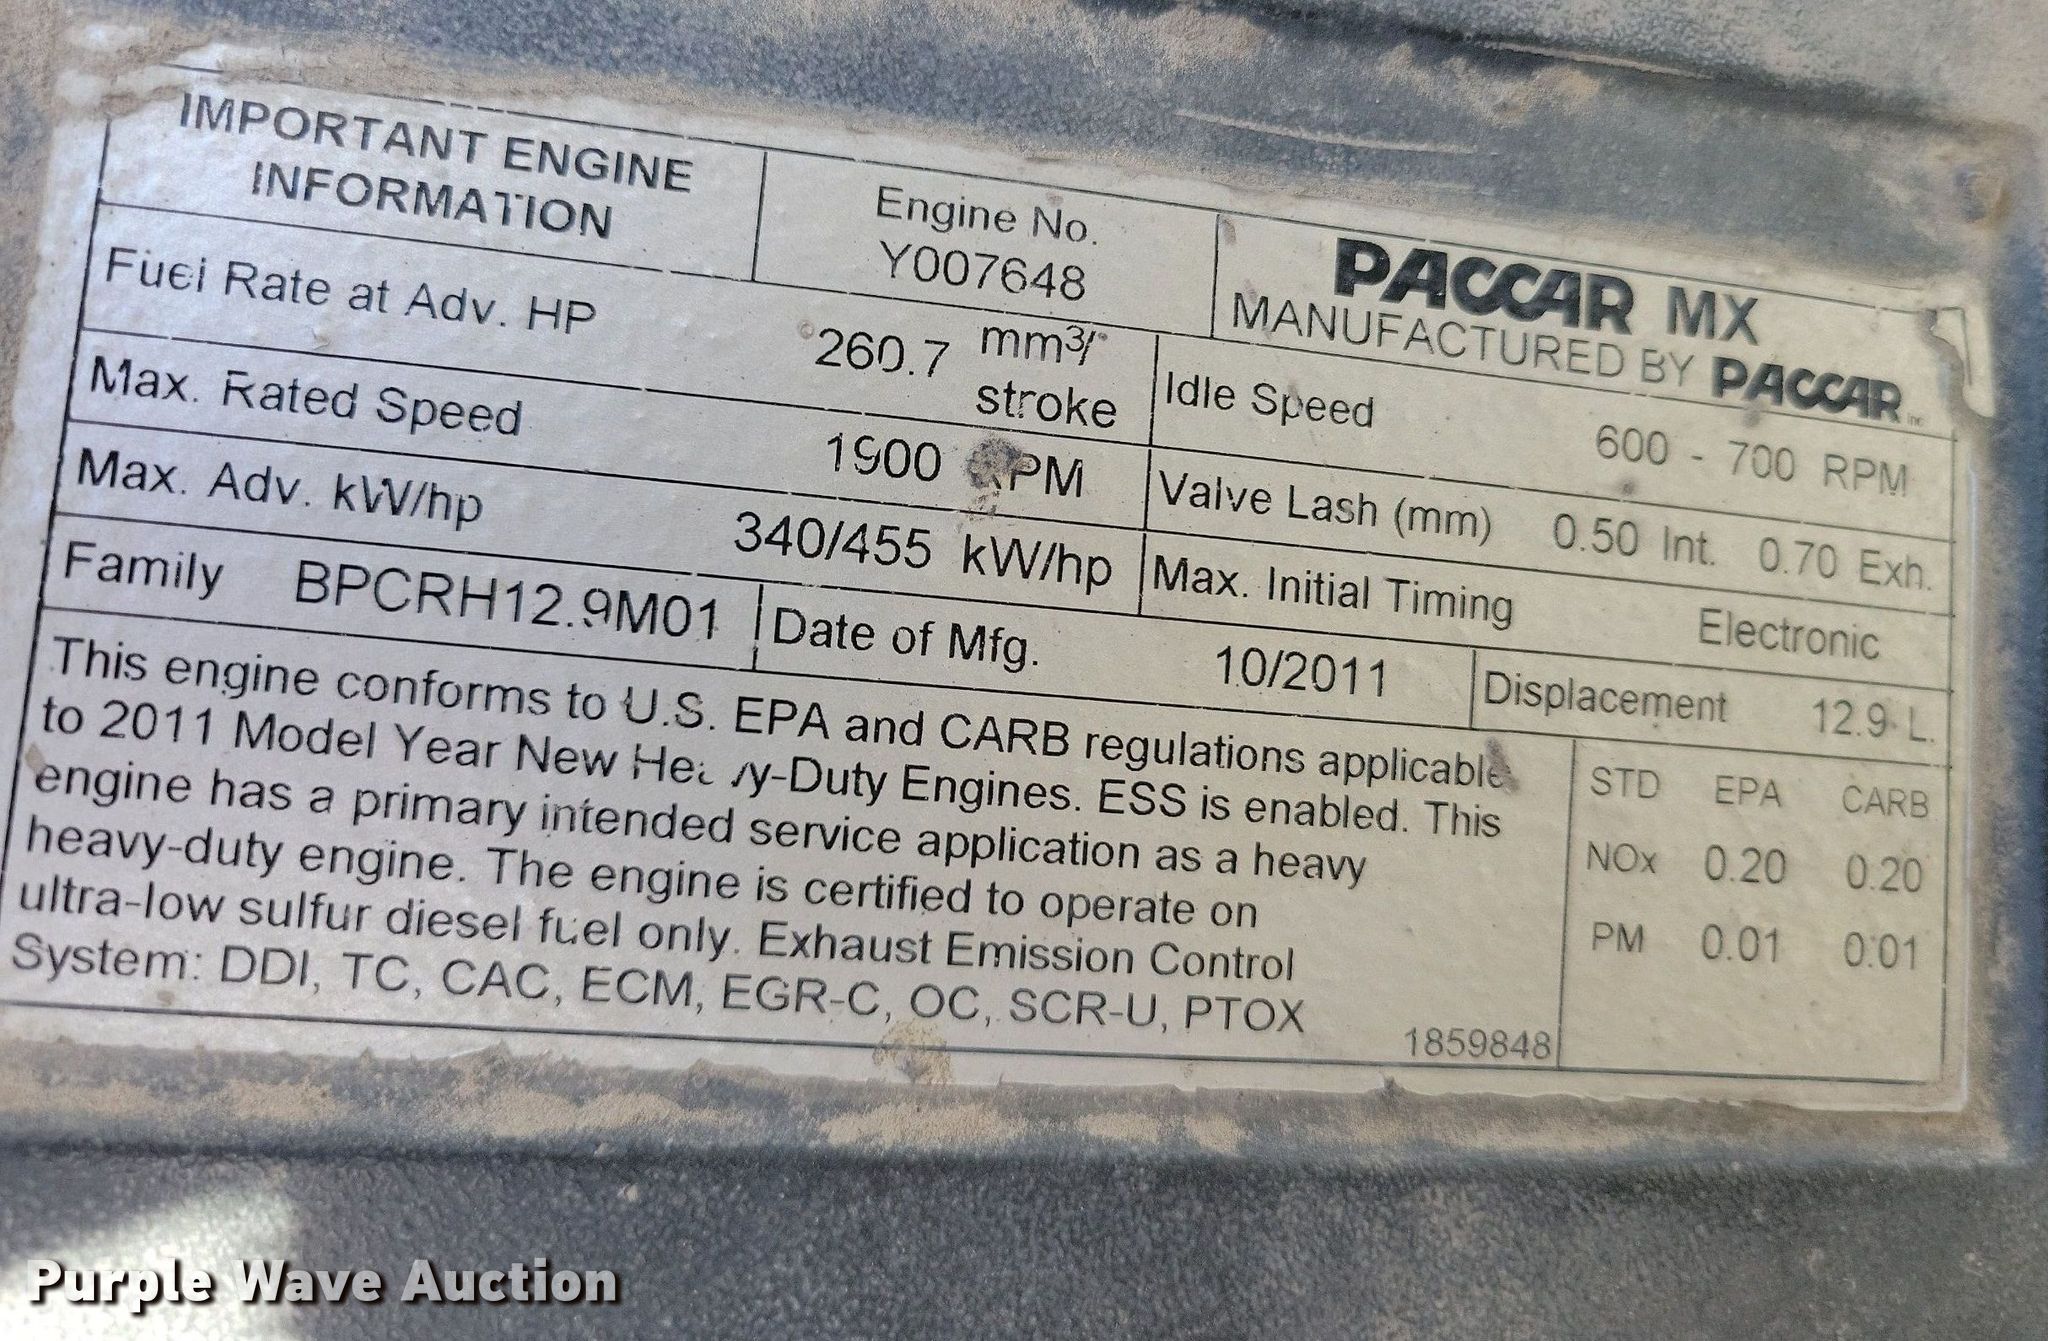 IMPORTANT ENGINE
INFORMATION
Engine No.
Y007648
PACCAR MX
MANUFACTURED BY PACCAR
Fuel Rate at Adv. HP 260.7 mm3/
stroke
Idle Speed 600 - 700 RPM
Max. Rated Speed 1900 RPM
Valve Lash (mm) 0.50 Int. 0.70 Exh.
Max. Adv. kW/hp 340/455 kW/hp
Max. Initial Timing Electronic
Family BPCRH12.9M01
Date of Mfg. 10/2011
Displacement 12.9 L.
This engine conforms to U.S. EPA and CARB regulations applicable
to 2011 Model Year New Heavy-Duty Engines. ESS is enabled. This
engine has a primary intended service application as a heavy
heavy-duty engine. The engine is certified to operate on
ultra-low sulfur diesel fuel only. Exhaust Emission Control
System: DDI, TC, CAC, ECM, EGR-C, OC, SCR-U, PTOX
1859848
STD EPA CARB
NOx 0.20 0.20
PM 0.01 0.01
Purple Wave Auction